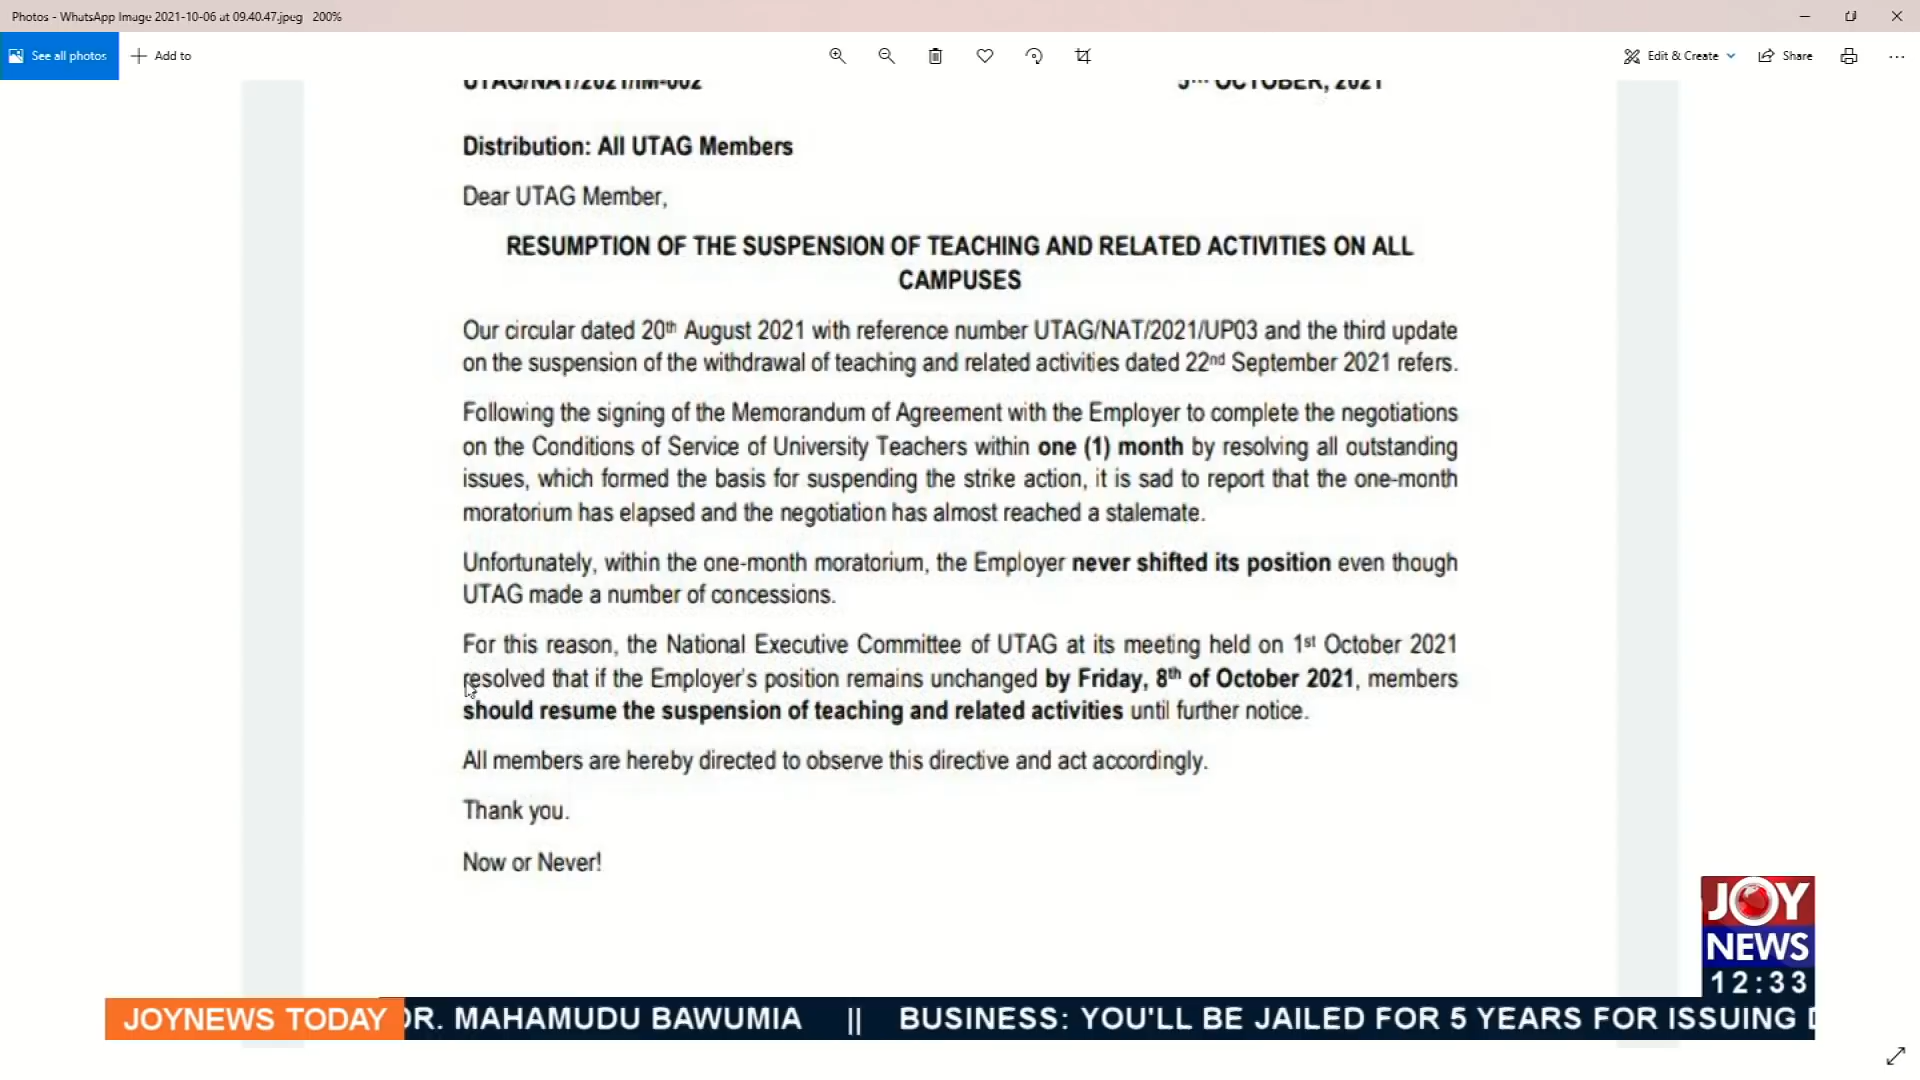 Photos - WhatsApp Image 2021-10-06 at 09.40.47.jpeg 200%
See all photos
Add to
Edit & Create
Share
UTAG/NAT/2021/IM-002 OCTOBER, 2021
Distribution: All UTAG Members
Dear UTAG Member,
RESUMPTION OF THE SUSPENSION OF TEACHING AND RELATED ACTIVITIES ON ALL
CAMPUSES
Our circular dated 20th August 2021 with reference number UTAG/NAT/2021/UP03 and the third update
on the suspension of the withdrawal of teaching and related activities dated 22nd September 2021 refers.
Following the signing of the Memorandum of Agreement with the Employer to complete the negotiations
on the Conditions of Service of University Teachers within one (1) month by resolving all outstanding
issues, which formed the basis for suspending the strike action, it is sad to report that the one-month
moratorium has elapsed and the negotiation has almost reached a stalemate.
Unfortunately, within the one-month moratorium, the Employer never shifted its position even though
UTAG made a number of concessions.
For this reason, the National Executive Committee of UTAG at its meeting held on 1st October 2021
resolved that if the Employer's position remains unchanged by Friday, 8th of October 2021, members
should resume the suspension of teaching and related activities until further notice.
All members are hereby directed to observe this directive and act accordingly.
Thank you.
Now or Never!
JOY
NEWS
12:33
JOYNEWS TODAY
DR. MAHAMUDU BAWUMIA || BUSINESS: YOU'LL BE JAILED FOR 5 YEARS FOR ISSUING